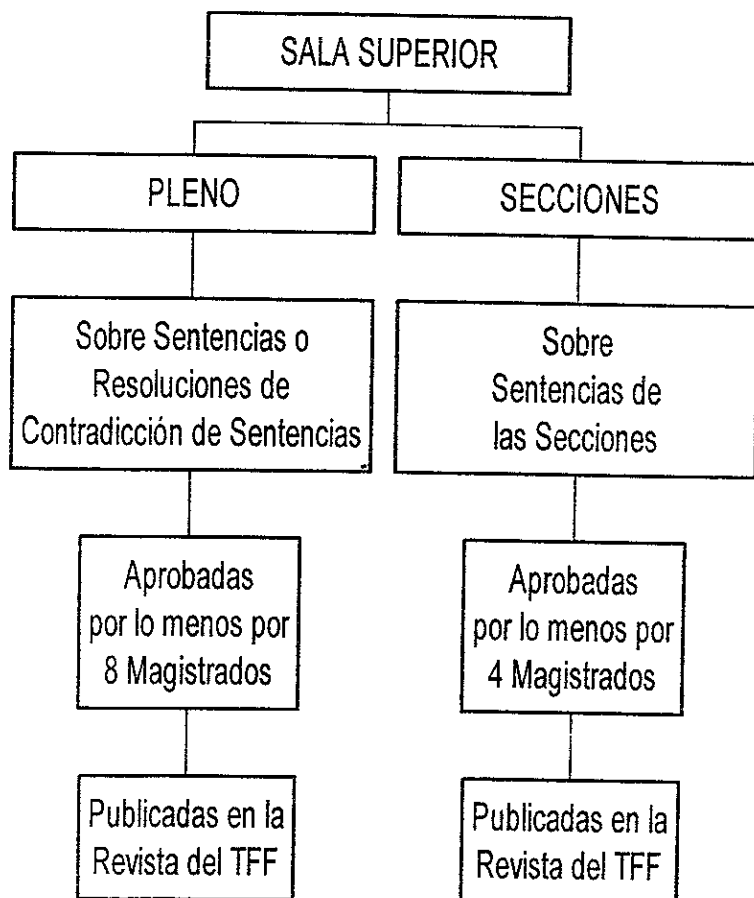 SALA SUPERIOR
PLENO
SECCIONES
Sobre Sentencias o
Resoluciones de
Contradicción de Sentencias
Sobre
Sentencias de
las Secciones
Aprobadas
por lo menos por
8 Magistrados
Aprobadas
por lo menos por
4 Magistrados
Publicadas en la
Revista del TFF
Publicadas en la
Revista del TFF